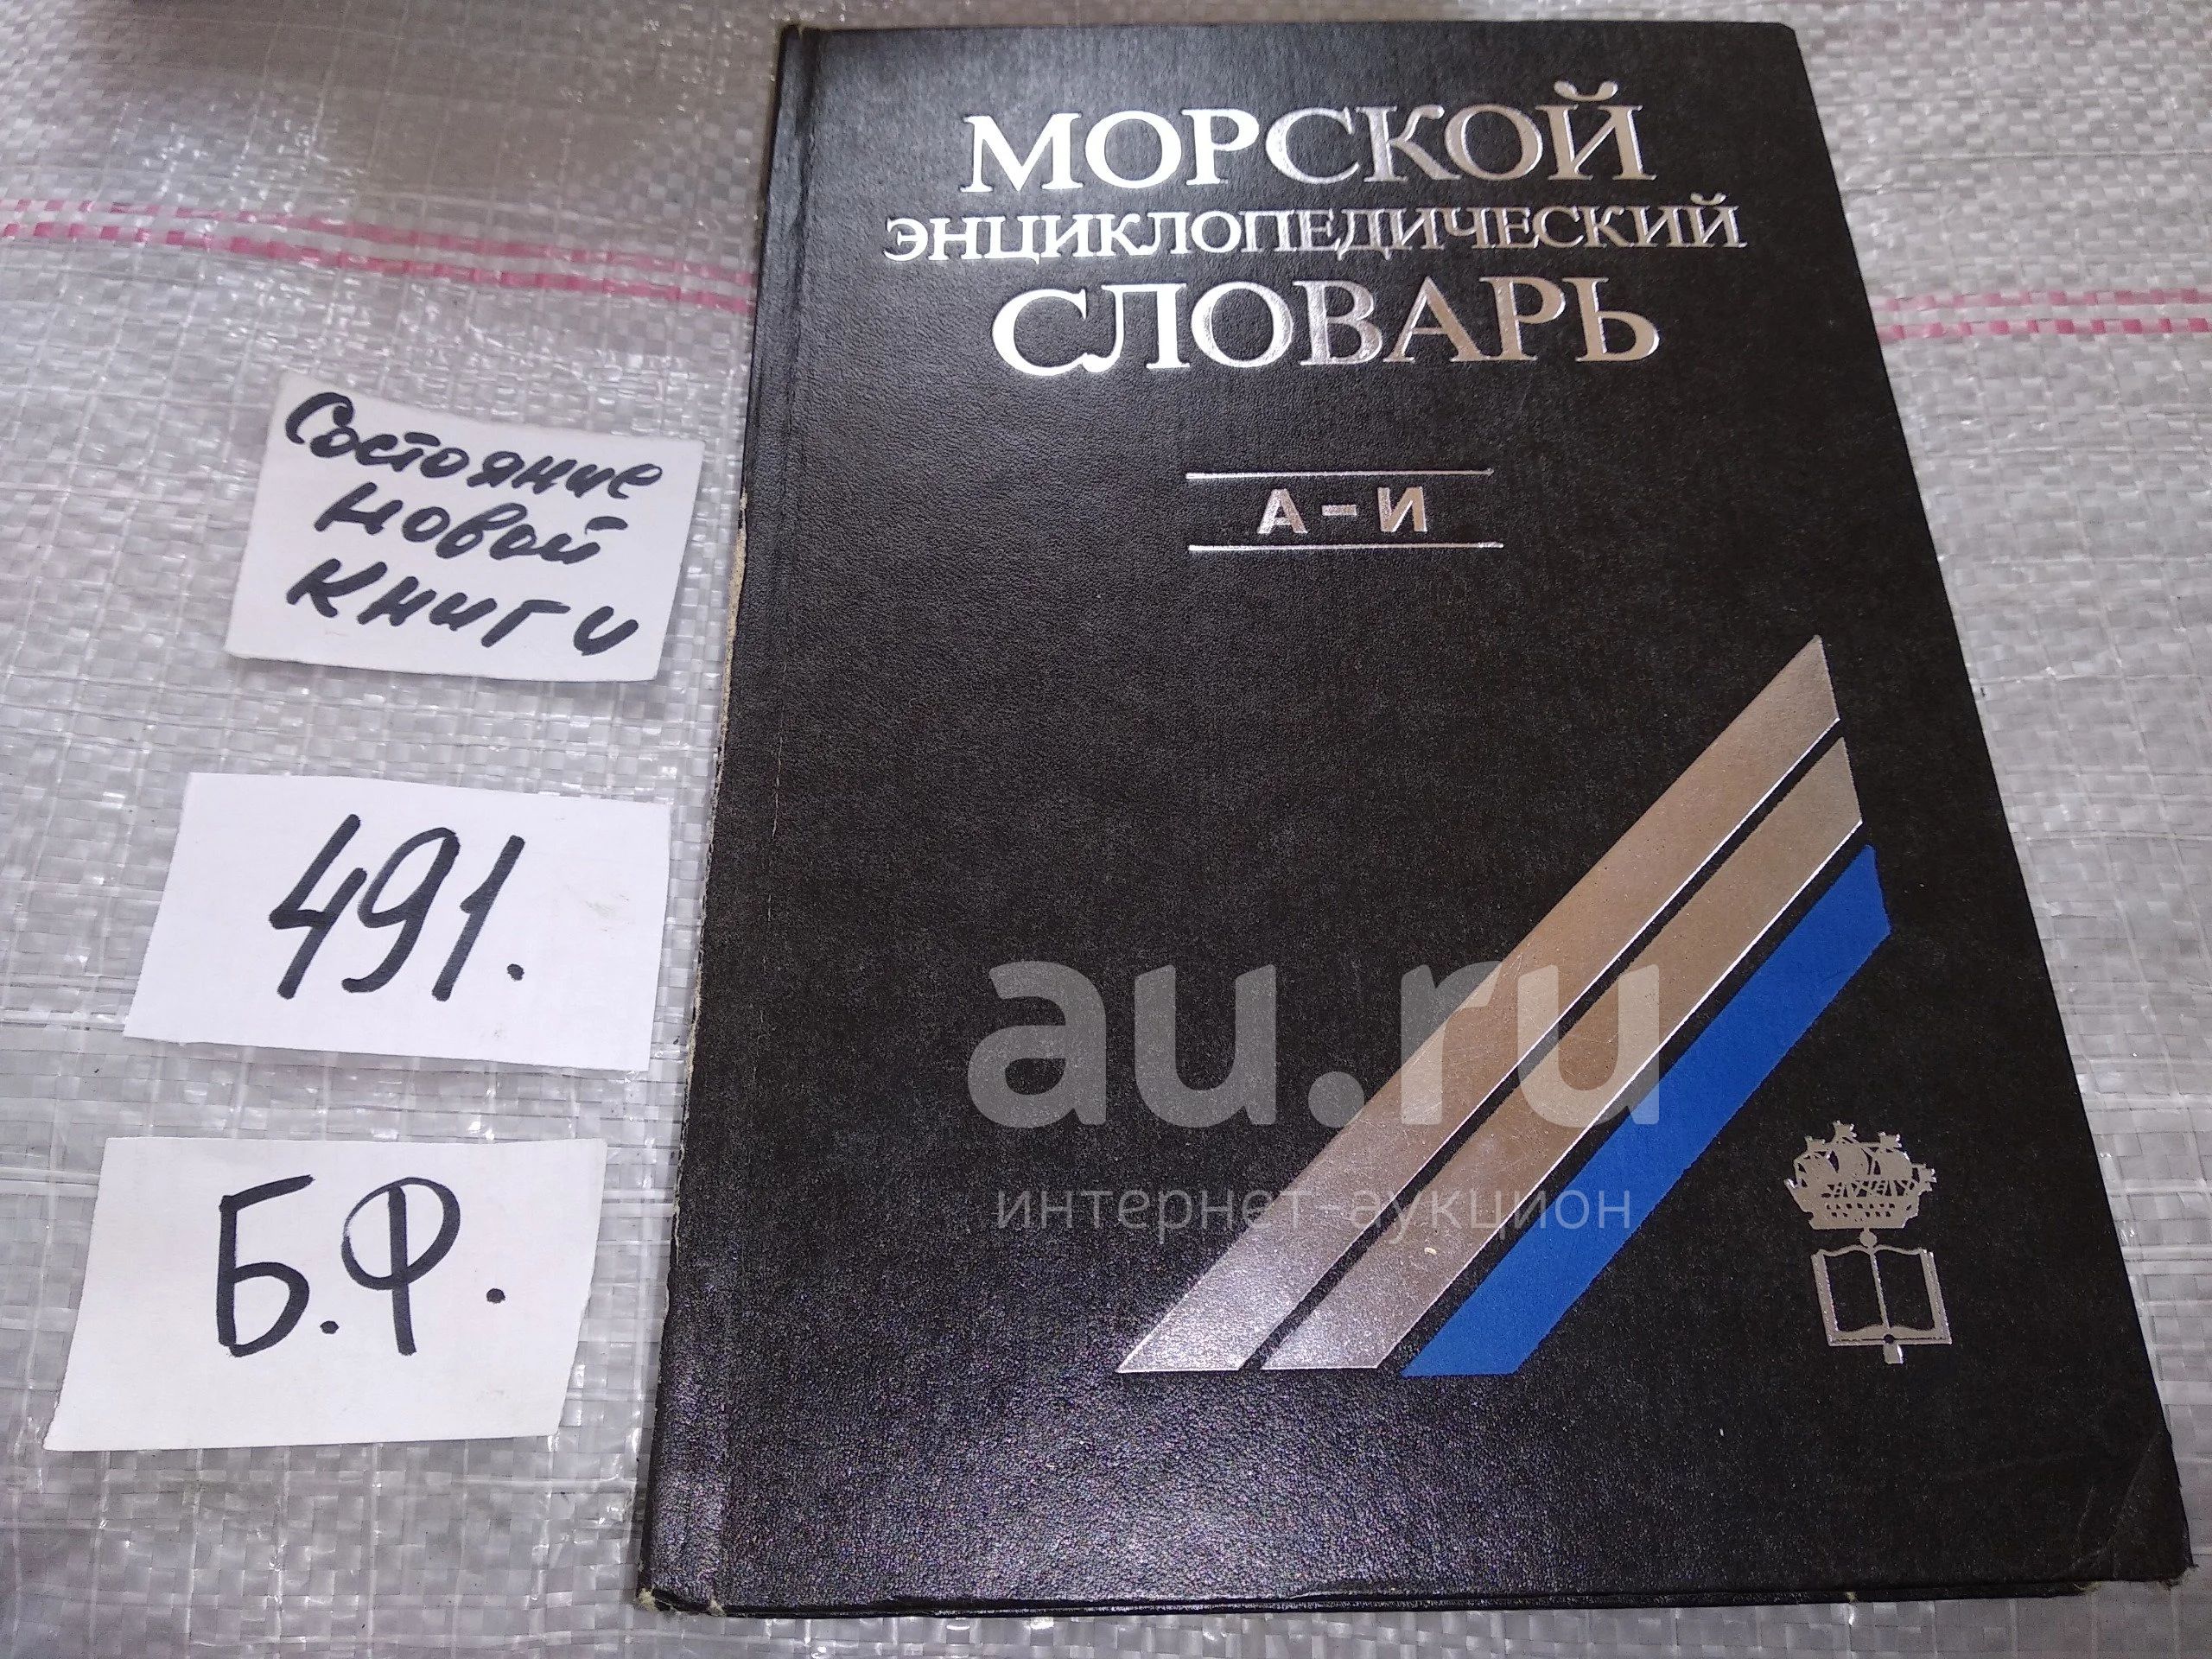 МОРСКОЙ
ЭНЦИКЛОПЕДИЧЕСКИЙ
СЛОВАРЬ
А-И
Состояние
новой
книги
491.
Б.Ф.
au.ru
интернет-аукцион